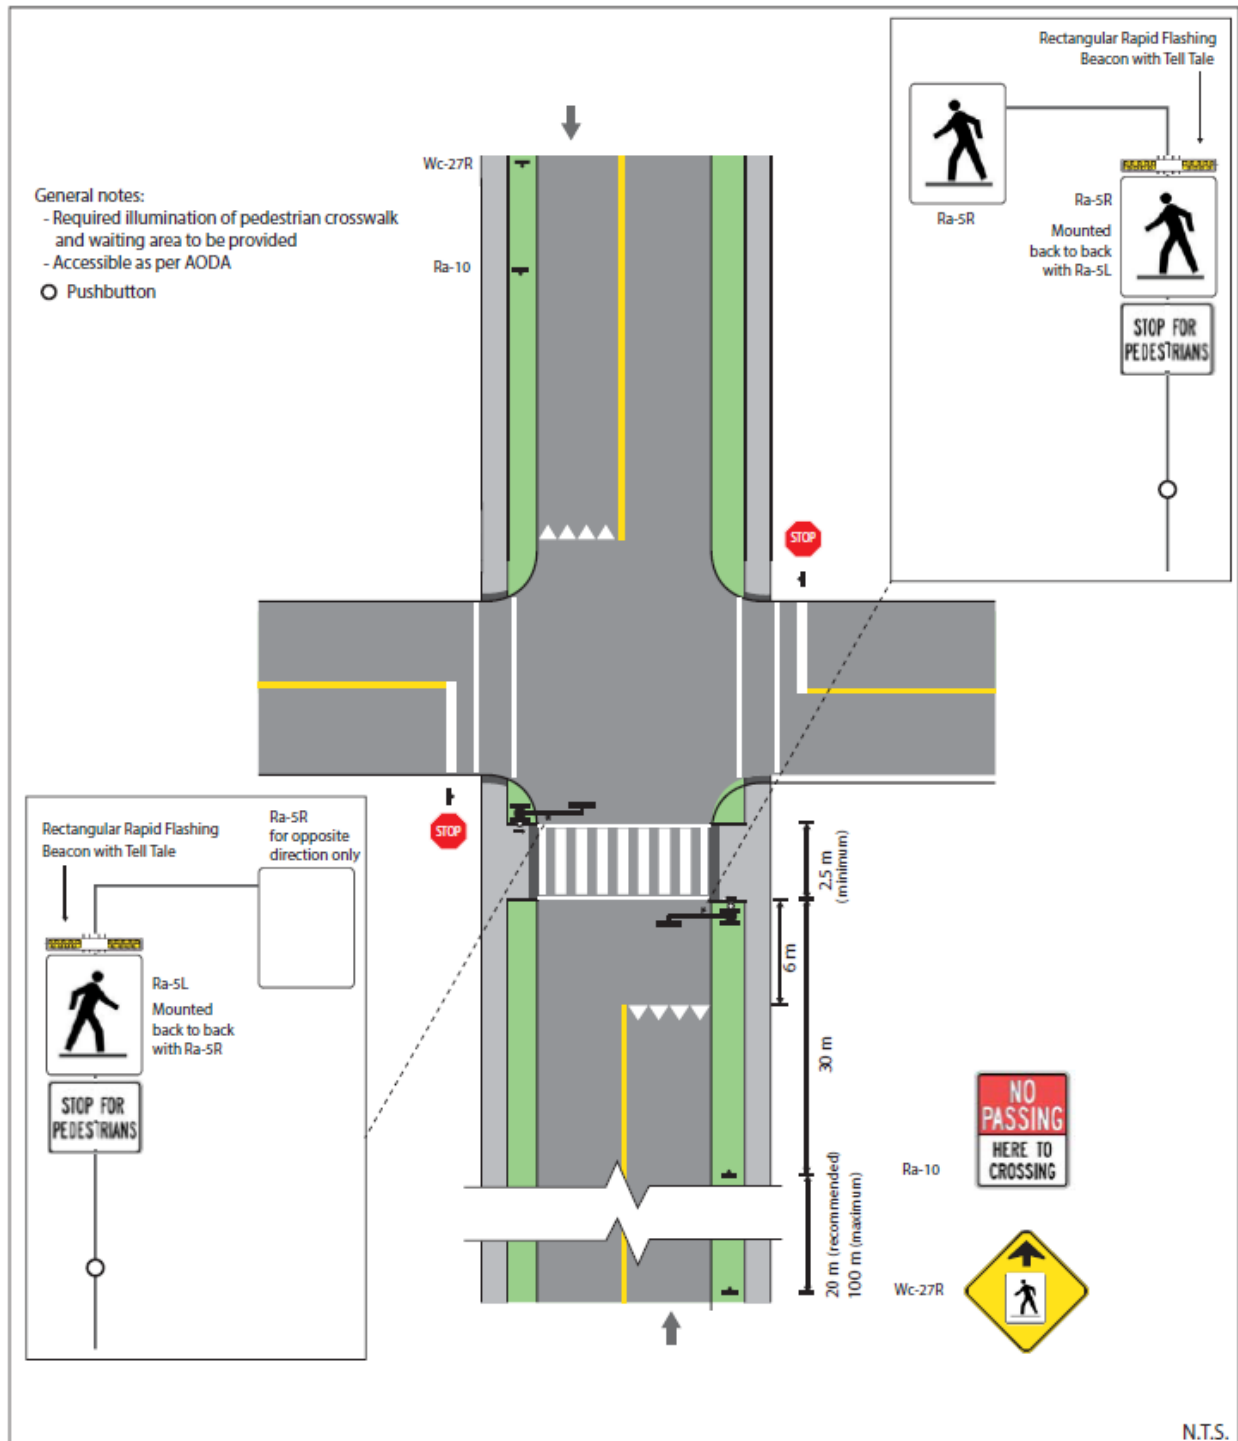 Rectangular Rapid Flashing
Beacon with Tell Tale
Ra-5R
Ra-5R
Mounted
back to back
with Ra-5L
STOP FOR
PEDESTRIANS
Wc-27R
General notes:
- Required illumination of pedestrian crosswalk
and waiting area to be provided
- Accessible as per AODA
Pushbutton
Ra-10
STOP
STOP
Rectangular Rapid Flashing
Beacon with Tell Tale
Ra-5R
for opposite
direction only
Ra-5L
Mounted
back to back
with Ra-5R
STOP FOR
PEDESTRIANS
2.5 m
(minimum)
6 m
30 m
20 m (recommended)
100 m (maximum)
NO
PASSING
HERE TO
CROSSING
Ra-10
Wc-27R
N.T.S.